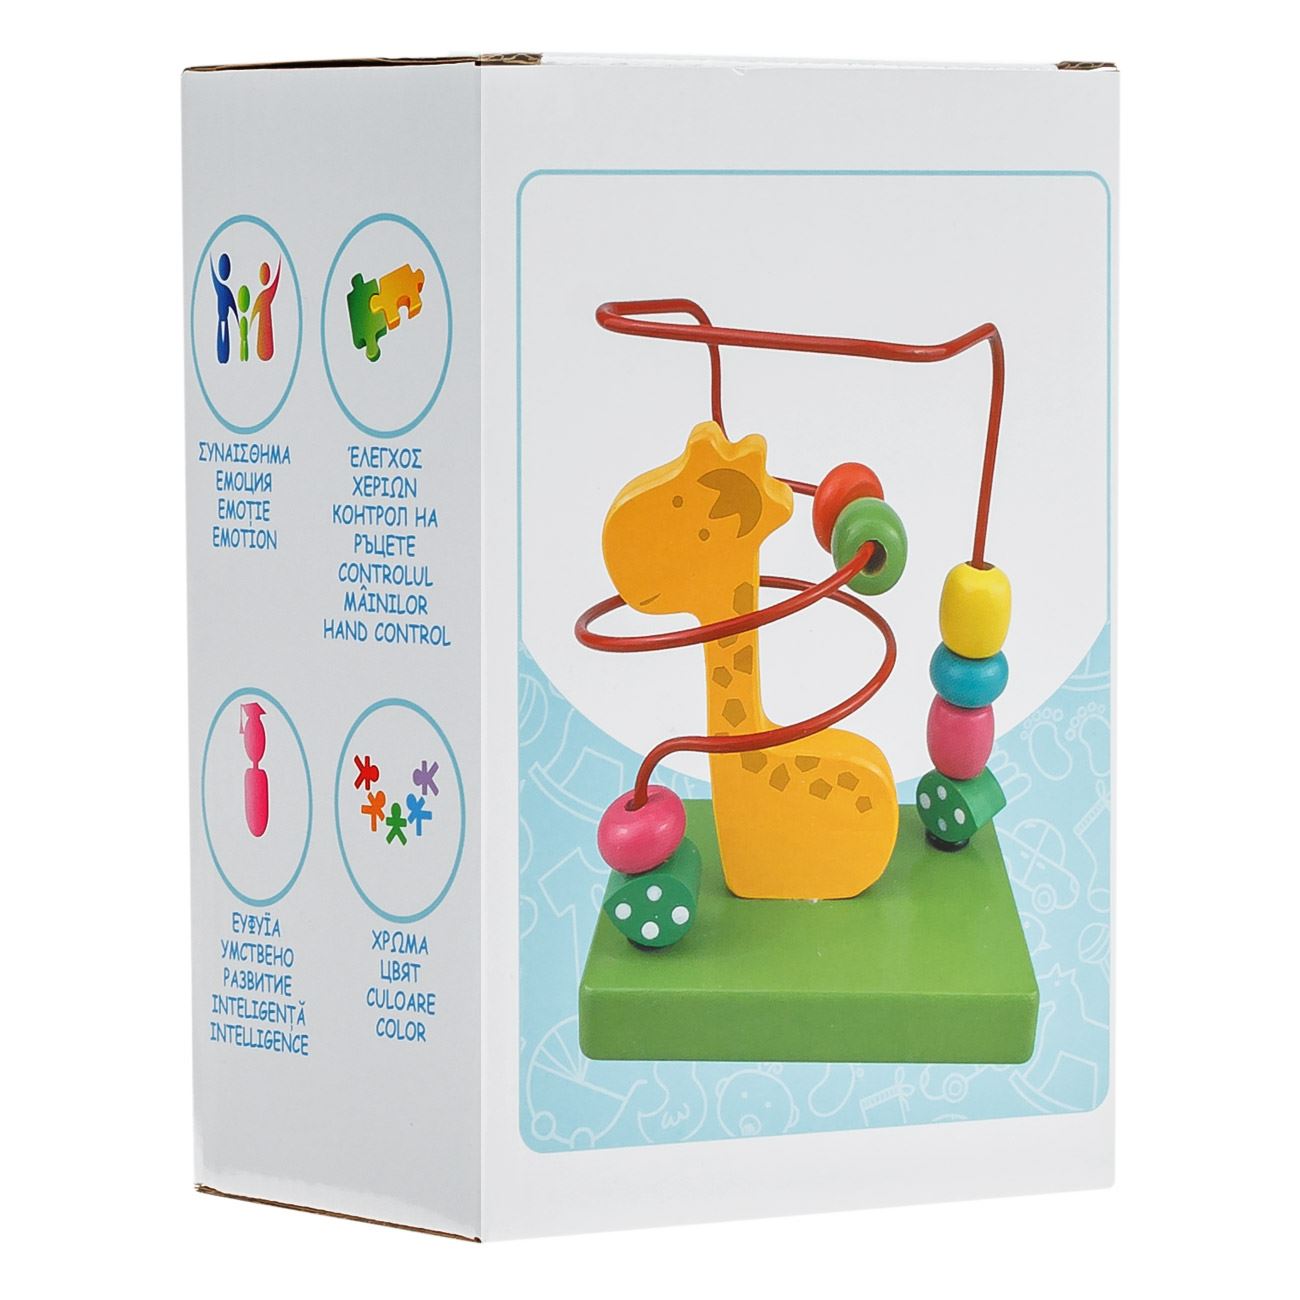 ΣΥΝΑΙΣΘΗΜΑ
ЕМОЦИЯ
EMOȚIE
EMOTION
ΈΛΕΓΧΟΣ
ΧΕΡΙΩΝ
КОНТРОЛ НА
РЪЦЕТЕ
CONTROLUL
MÂINILOR
HAND CONTROL
ΕΥΦΥΪΑ
УМСТВЕНО
РАЗВИТИЕ
INTELIGENȚĂ
INTELLIGENCE
ΧΡΩΜΑ
ЦВЯТ
CULOARE
COLOR